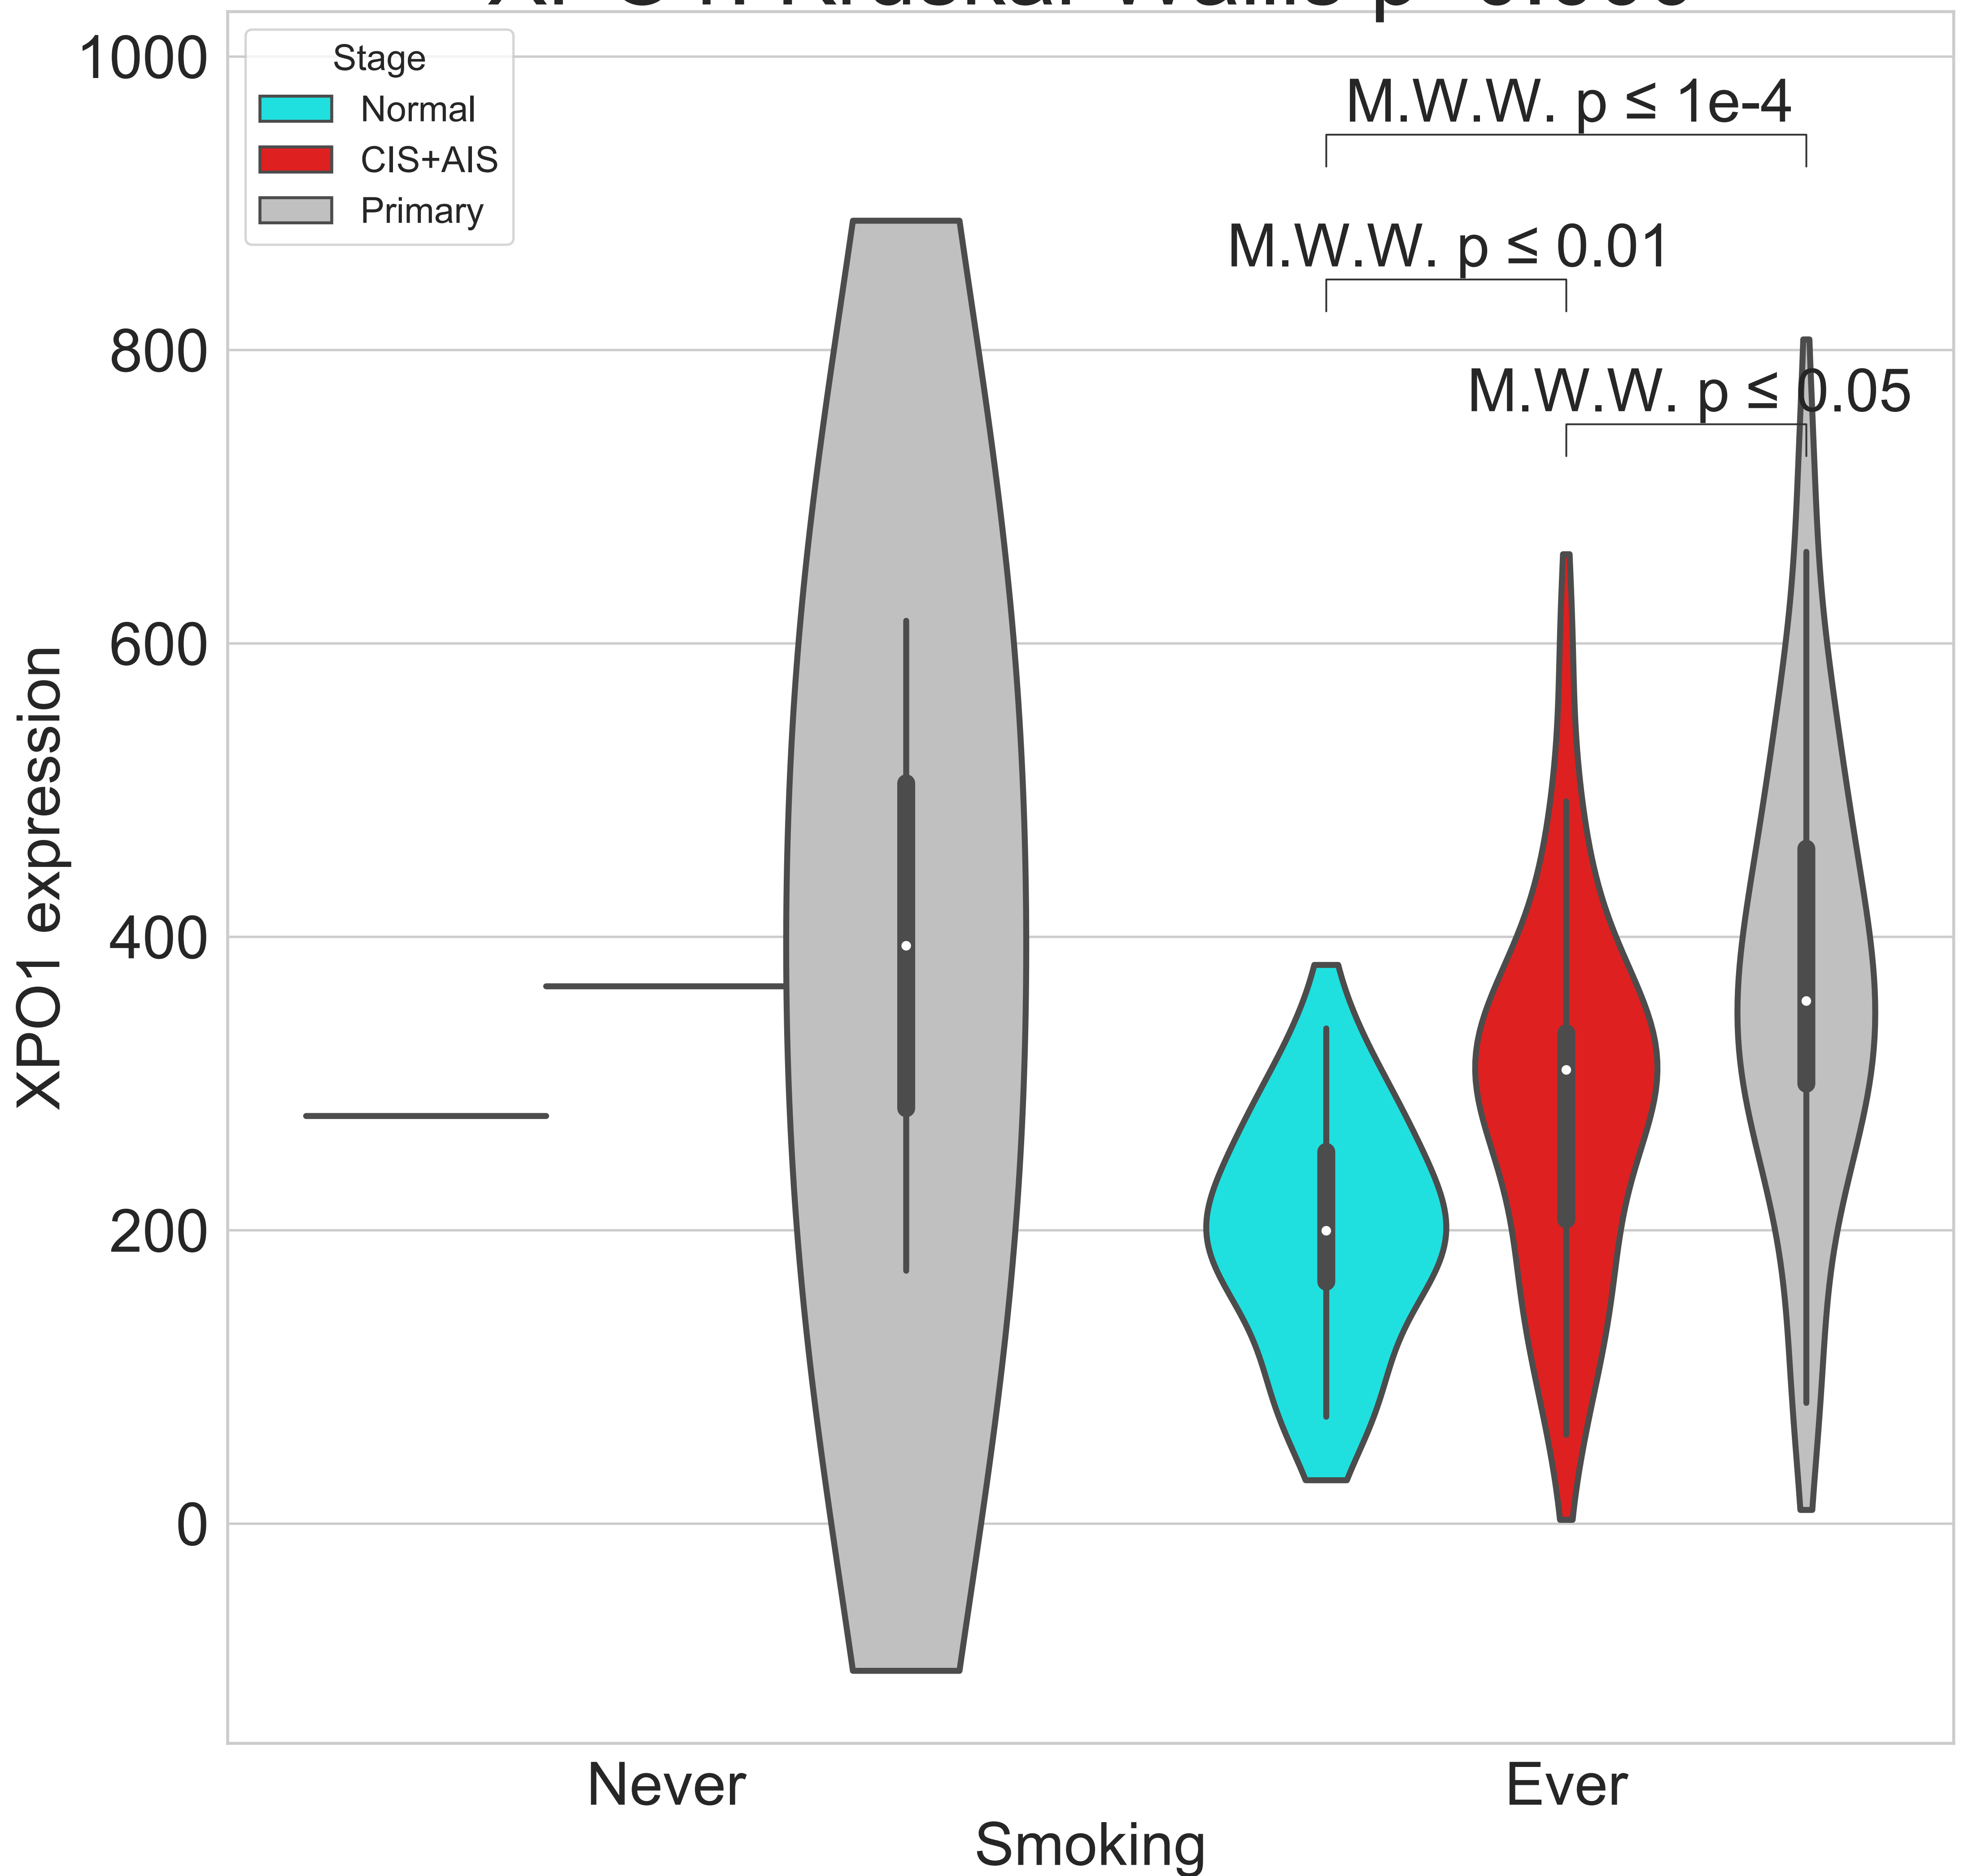 1000
800
600
400
200
0
XPO1 expression
Stage
Normal
CIS+AIS
Primary
M.W.W. p ≤ 1e-4
M.W.W. p ≤ 0.01
M.W.W. p ≤ 0.05
Never
Ever
Smoking